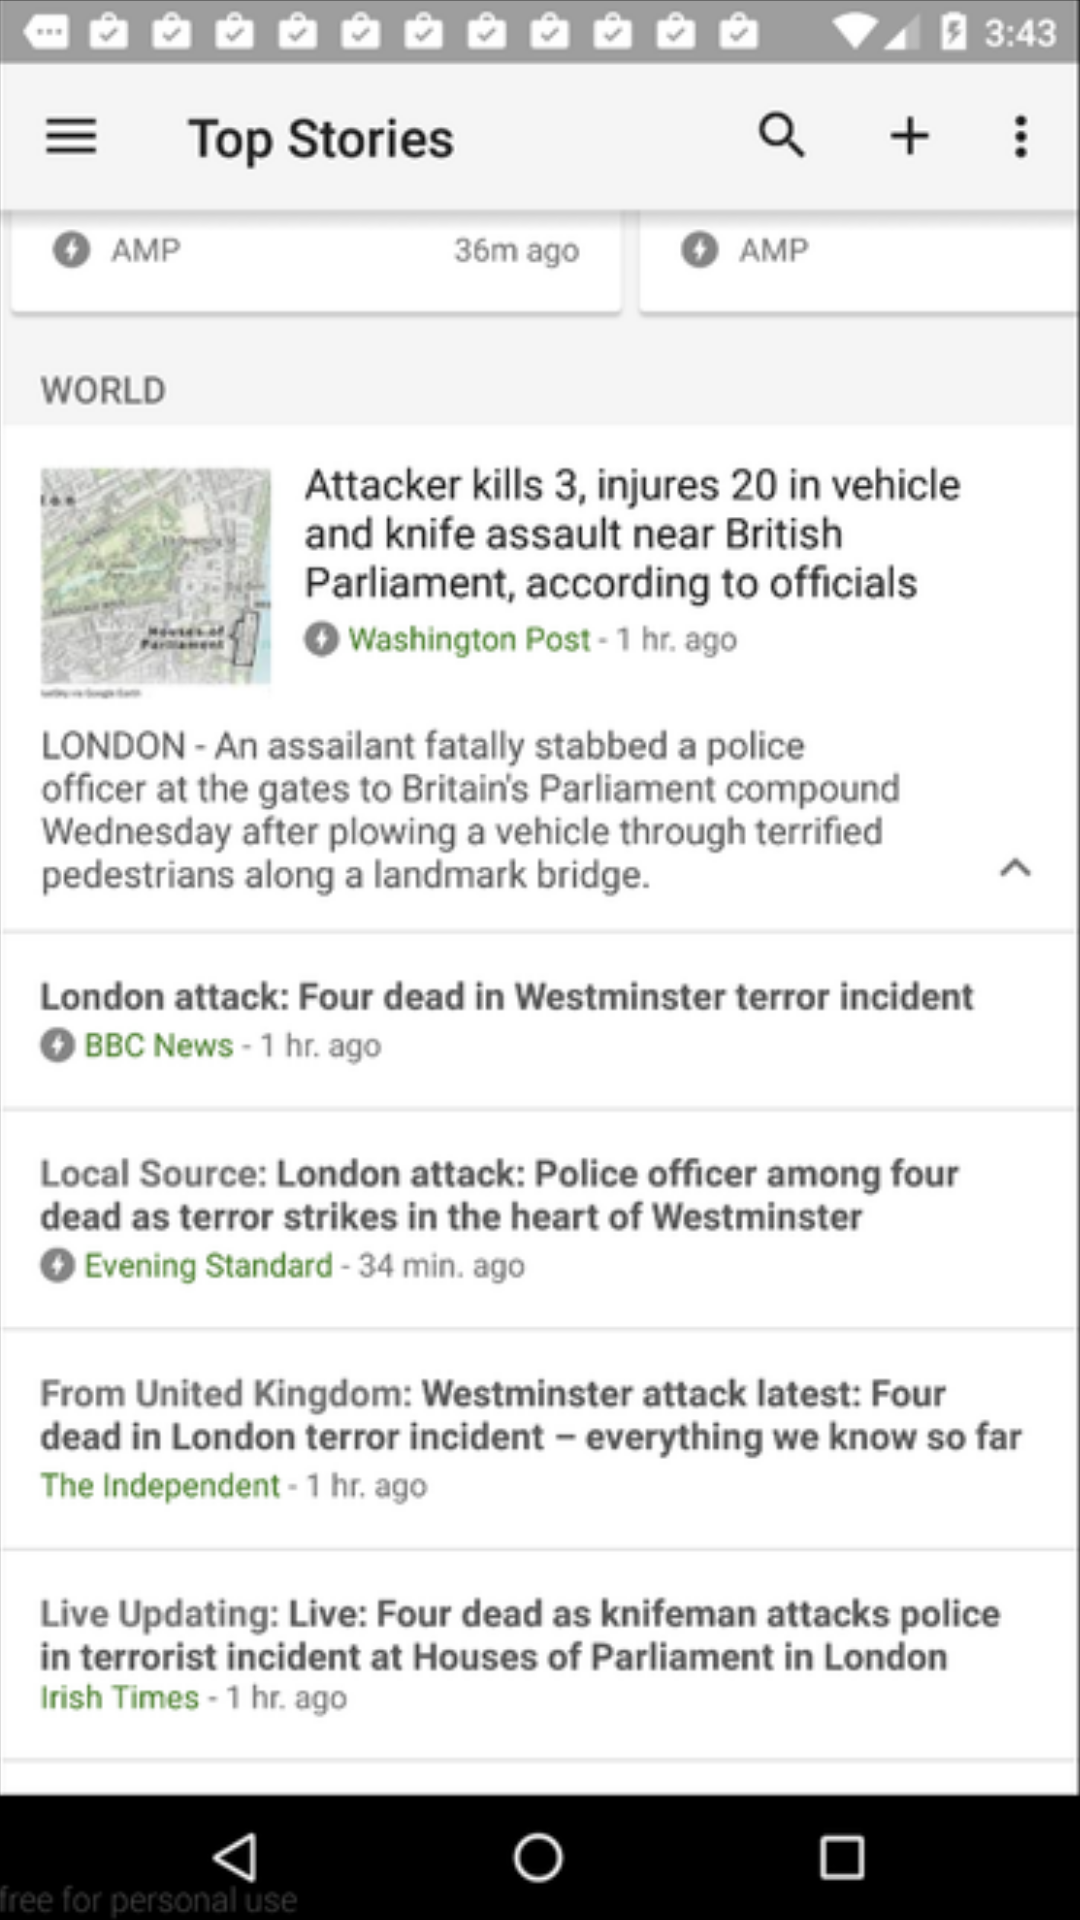 3:43
Top Stories
AMP 36m ago AMP
WORLD
Attacker kills 3, injures 20 in vehicle
and knife assault near British
Parliament, according to officials
Washington Post - 1 hr. ago
Houses of
Parliament
LONDON - An assailant fatally stabbed a police
officer at the gates to Britain's Parliament compound
Wednesday after plowing a vehicle through terrified
pedestrians along a landmark bridge.
London attack: Four dead in Westminster terror incident
BBC News - 1 hr. ago
Local Source: London attack: Police officer among four
dead as terror strikes in the heart of Westminster
Evening Standard - 34 min. ago
From United Kingdom: Westminster attack latest: Four
dead in London terror incident – everything we know so far
The Independent - 1 hr. ago
Live Updating: Live: Four dead as knifeman attacks police
in terrorist incident at Houses of Parliament in London
Irish Times - 1 hr. ago
free for personal use